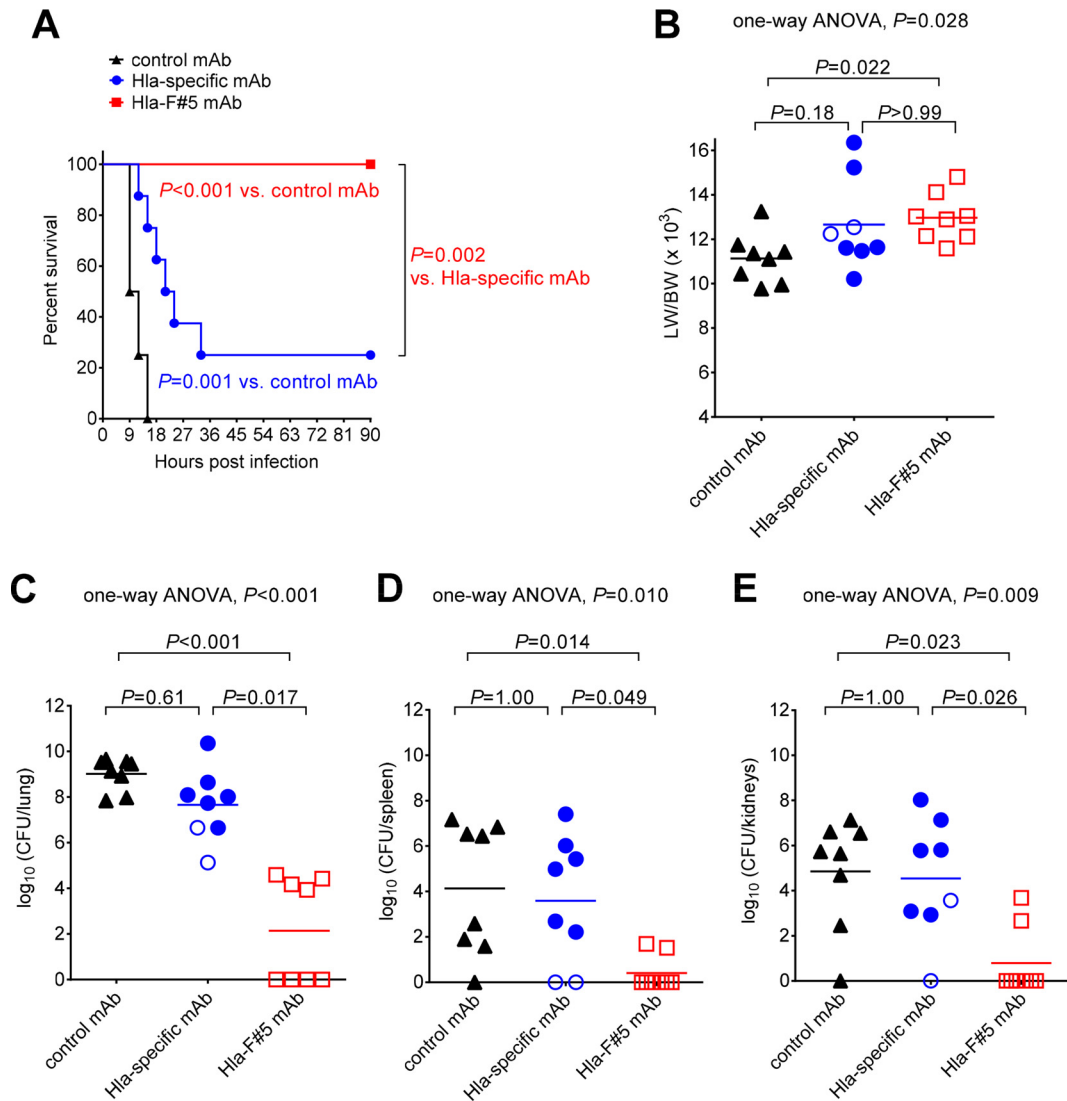 A
control mAb
Hla-specific mAb
Hla-F#5 mAb
100
80
60
40
20
0
Percent survival
P<0.001 vs. control mAb
P=0.002
vs. Hla-specific mAb
P=0.001 vs. control mAb
0 9 18 27 36 45 54 63 72 81 90
Hours post infection
B
one-way ANOVA, P=0.028
P=0.022
P=0.18
P>0.99
16
14
12
10
8
6
4
LW/BW (x 10³)
control mAb
Hla-specific mAb
Hla-F#5 mAb
C
one-way ANOVA, P<0.001
P<0.001
P=0.61
P=0.017
12
10
8
6
4
2
0
log₁₀ (CFU/lung)
control mAb
Hla-specific mAb
Hla-F#5 mAb
D
one-way ANOVA, P=0.010
P=0.014
P=1.00
P=0.049
12
10
8
6
4
2
0
log₁₀ (CFU/spleen)
control mAb
Hla-specific mAb
Hla-F#5 mAb
E
one-way ANOVA, P=0.009
P=0.023
P=1.00
P=0.026
12
10
8
6
4
2
0
log₁₀ (CFU/kidneys)
control mAb
Hla-specific mAb
Hla-F#5 mAb